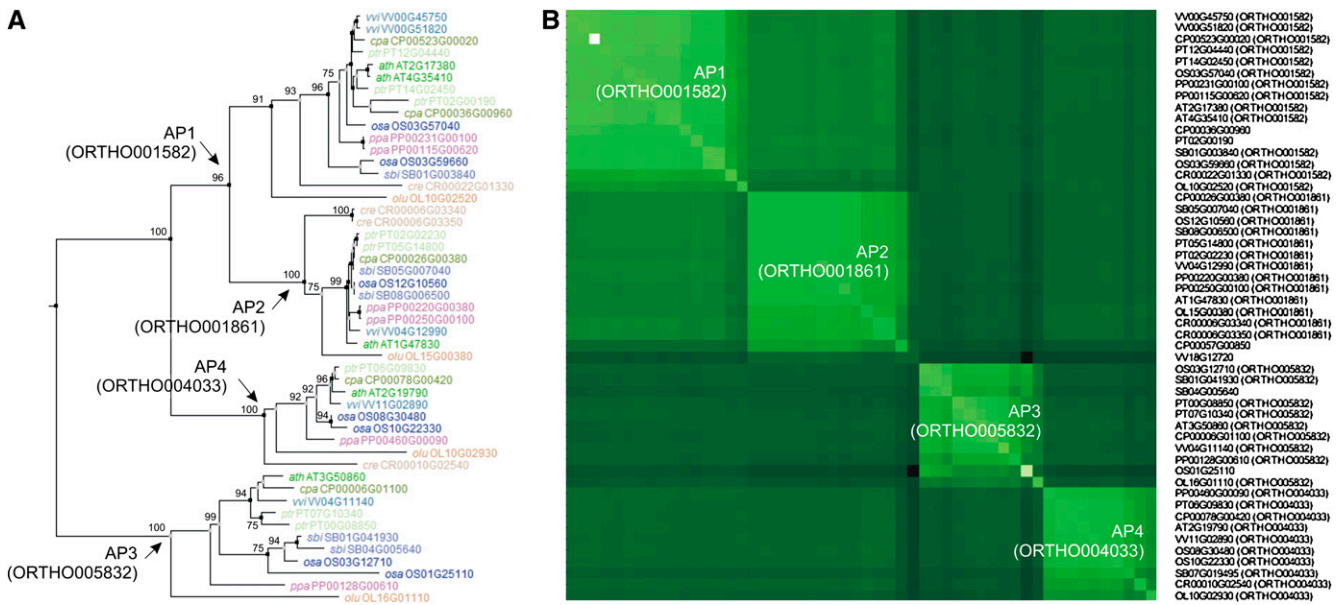 A
vvi VV00G45750
vvi VV00G51820
cpa CP00523G00020
ptr PT12G04440
ath AT2G17380
ath AT4G35410
ptr PT14G02450
ptr PT02G00190
cpa CP00036G00960
osa OS03G57040
ppa PP00231G00100
ppa PP00115G00620
osa OS03G59660
sbi SB01G003840
cre CR00022G01330
olu OL10G02520
cre CR00006G03340
cre CR00006G03350
ptr PT02G02230
ptr PT05G14800
cpa CP00026G00380
sbi SB05G007040
osa OS12G10560
sbi SB08G006500
ppa PP00220G00380
ppa PP00250G00100
vvi VV04G12990
ath AT1G47830
olu OL15G00380
ptr PT06G09830
cpa CP00078G00420
ath AT2G19790
vvi VV11G02890
osa OS08G30480
osa OS10G22330
ppa PP00460G00090
olu OL10G02930
cre CR00010G02540
ath AT3G50860
cpa CP00006G01100
vvi VV04G11140
ptr PT07G10340
ptr PT00G08850
sbi SB01G041930
sbi SB04G005640
osa OS03G12710
osa OS01G25110
ppa PP00128G00610
olu OL16G01110
AP1
(ORTHO001582)
AP2
(ORTHO001861)
AP4
(ORTHO004033)
AP3
(ORTHO005832)
75
96
93
91
96
100
100
99
75
100
96
92
92
94
100
94
75
99
94
75
100
B
AP1
(ORTHO001582)
AP2
(ORTHO001861)
AP3
(ORTHO005832)
AP4
(ORTHO004033)
VV00G45750 (ORTHO001582)
VV00G51820 (ORTHO001582)
CP00523G00020 (ORTHO001582)
PT12G04440 (ORTHO001582)
PT14G02450 (ORTHO001582)
OS03G57040 (ORTHO001582)
PP00231G00100 (ORTHO001582)
PP00115G00620 (ORTHO001582)
AT2G17380 (ORTHO001582)
AT4G35410 (ORTHO001582)
CP00036G00960
PT02G00190
SB01G003840 (ORTHO001582)
OS03G59660 (ORTHO001582)
CR00022G01330 (ORTHO001582)
OL10G02520 (ORTHO001582)
CP00026G00380 (ORTHO001861)
SB05G007040 (ORTHO001861)
OS12G10560 (ORTHO001861)
SB08G006500 (ORTHO001861)
PT05G14800 (ORTHO001861)
PT02G02230 (ORTHO001861)
VV04G12990 (ORTHO001861)
PP00220G00380 (ORTHO001861)
PP00250G00100 (ORTHO001861)
AT1G47830 (ORTHO001861)
OL15G00380 (ORTHO001861)
CR00006G03340 (ORTHO001861)
CR00006G03350 (ORTHO001861)
CP00057G00850
VV18G12720
OS03G12710 (ORTHO005832)
SB01G041930 (ORTHO005832)
SB04G005640
PT00G08850 (ORTHO005832)
PT07G10340 (ORTHO005832)
AT3G50860 (ORTHO005832)
CP00006G01100 (ORTHO005832)
VV04G11140 (ORTHO005832)
PP00128G00610 (ORTHO005832)
OS01G25110
OL16G01110 (ORTHO005832)
PP00460G00090 (ORTHO004033)
PT06G09830 (ORTHO004033)
CP00078G00420 (ORTHO004033)
AT2G19790 (ORTHO004033)
VV11G02890 (ORTHO004033)
OS08G30480 (ORTHO004033)
OS10G22330 (ORTHO004033)
SB07G019495 (ORTHO004033)
CR00010G02540 (ORTHO004033)
OL10G02930 (ORTHO004033)